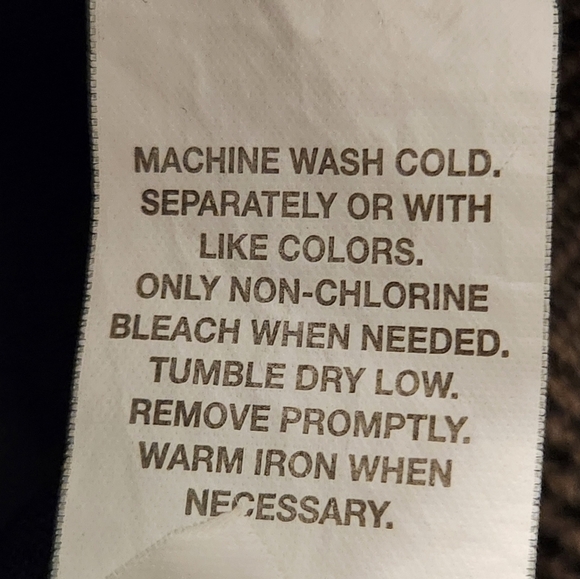 MACHINE WASH COLD.
SEPARATELY OR WITH
LIKE COLORS.
ONLY NON-CHLORINE
BLEACH WHEN NEEDED.
TUMBLE DRY LOW.
REMOVE PROMPTLY.
WARM IRON WHEN
NECESSARY.